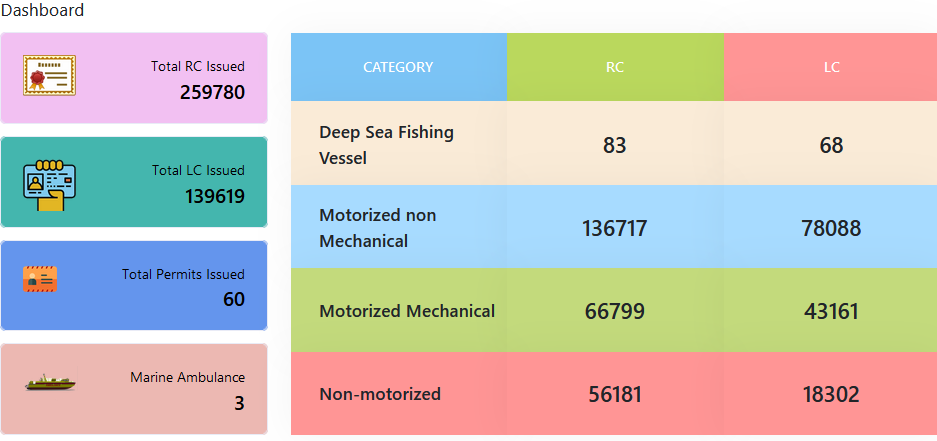 Dashboard
Total RC Issued
259780
Total LC Issued
139619
Total Permits Issued
60
Marine Ambulance
3
CATEGORY RC LC
Deep Sea Fishing
Vessel
83 68
Motorized non
Mechanical
136717 78088
Motorized Mechanical 66799 43161
Non-motorized 56181 18302